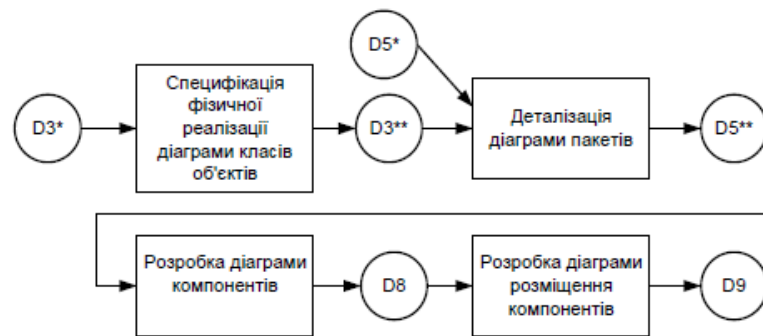 D5*
D3*
Специфікація
фізичної
реалізації
діаграми класів
об'єктів
D3**
Деталізація
діаграми пакетів
D5**
Розробка діаграми
компонентів
D8
Розробка діаграми
розміщення
компонентів
D9